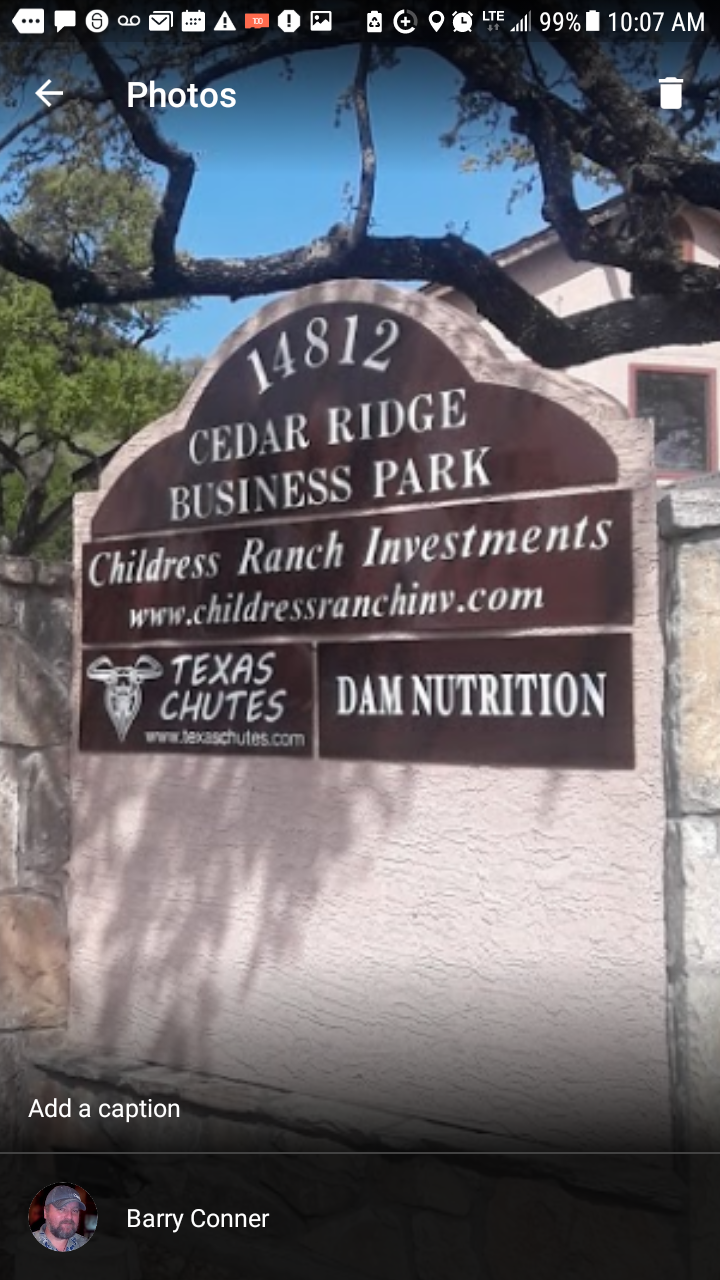 LTE 99% 10:07 AM
Photos
14812
CEDAR RIDGE
BUSINESS PARK
Childress Ranch Investments
www.childressranchinv.com
TEXAS
CHUTES
www.texaschutes.com
DAM NUTRITION
Add a caption
Barry Conner